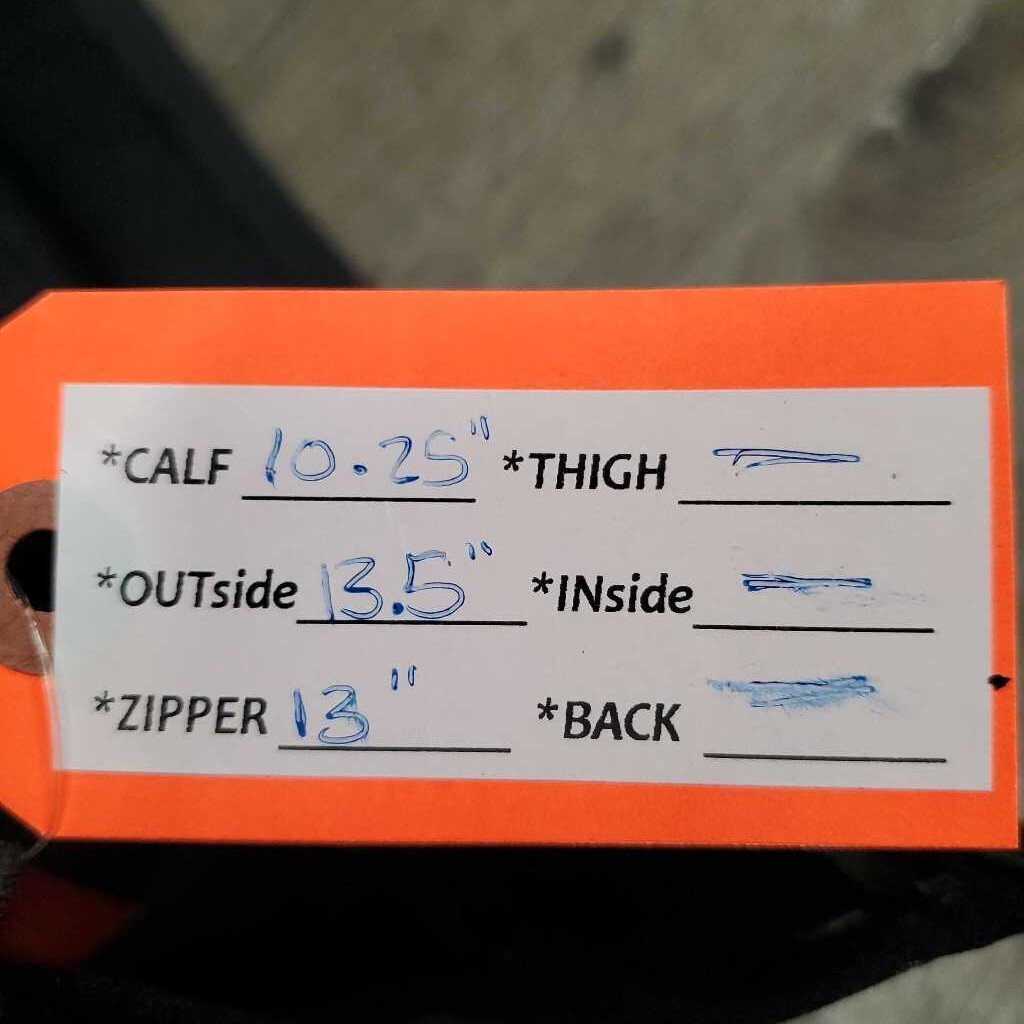 *CALF 10.25" *THIGH —
*OUTside 13.5" *INside —
*ZIPPER 13" *BACK —